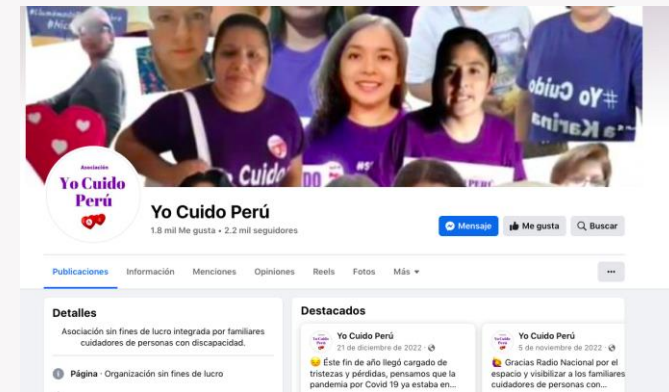 Cuido
#Yo Cuido
a Karina
PERÚ
Asociación
Yo Cuido
Perú
Yo Cuido Perú
1.8 mil Me gusta • 2.2 mil seguidores
Mensaje
Me gusta
Buscar
Publicaciones
Información
Menciones
Opiniones
Reels
Fotos
Más
Detalles
Asociación sin fines de lucro integrada por familiares
cuidadores de personas con discapacidad.
Página · Organización sin fines de lucro
Destacados
Yo Cuido Perú
21 de diciembre de 2022
Éste fin de año llegó cargado de
tristezas y pérdidas, pensamos que la
pandemia por Covid 19 ya estaba en...
Yo Cuido Perú
5 de noviembre de 2022
Gracias Radio Nacional por el
espacio y visibilizar a los familiares
cuidadores de personas con...